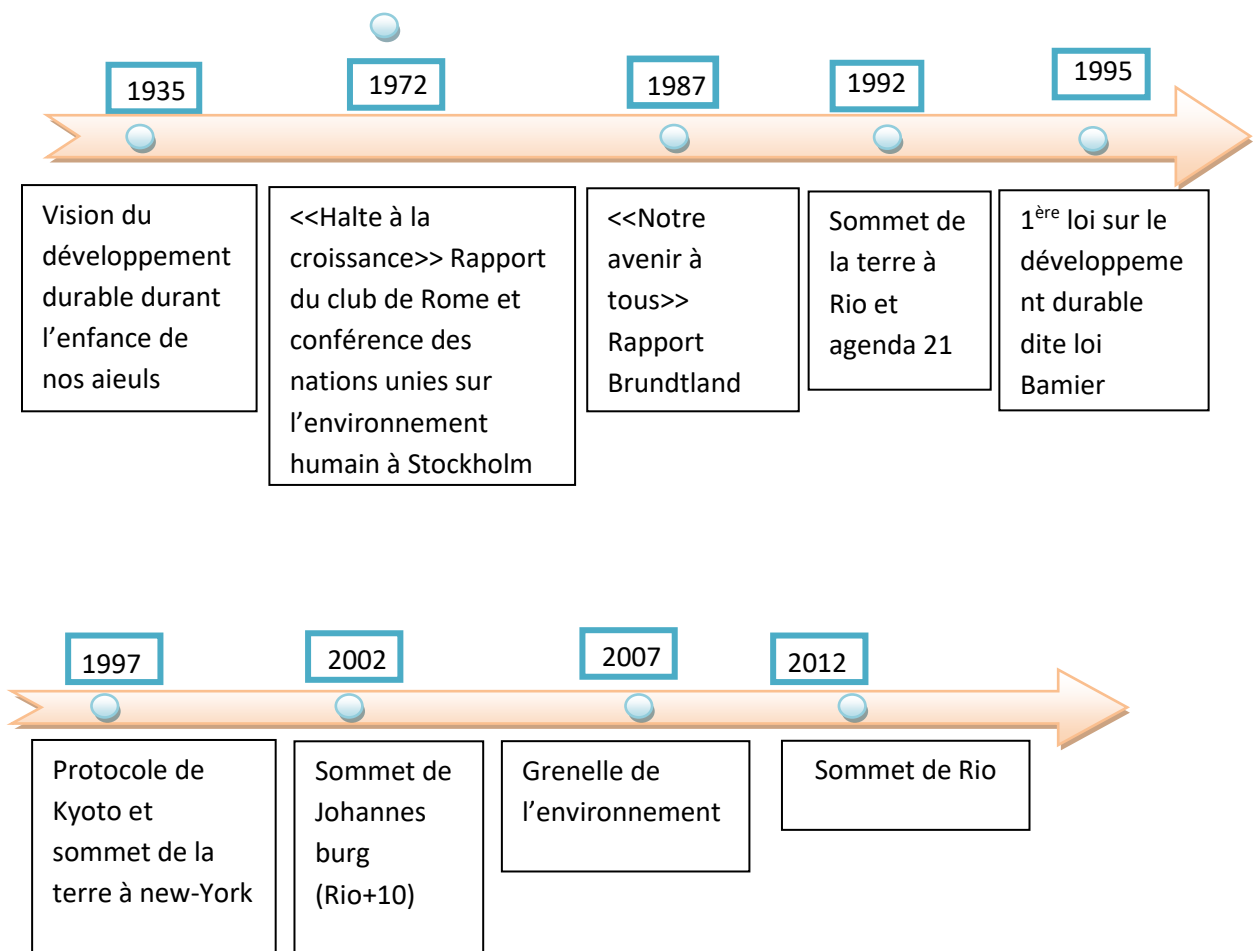 1935
1972
1987
1992
1995
Vision du
développement
durable durant
l'enfance de
nos aieuls
<<Halte à la
croissance>> Rapport
du club de Rome et
conférence des
nations unies sur
l'environnement
humain à Stockholm
<<Notre
avenir à
tous>>
Rapport
Brundtland
Sommet de
la terre à
Rio et
agenda 21
1ère loi sur le
développeme
nt durable
dite loi
Bamier
1997
2002
2007
2012
Protocole de
Kyoto et
sommet de la
terre à new-York
Sommet de
Johannes
burg
(Rio+10)
Grenelle de
l'environnement
Sommet de Rio